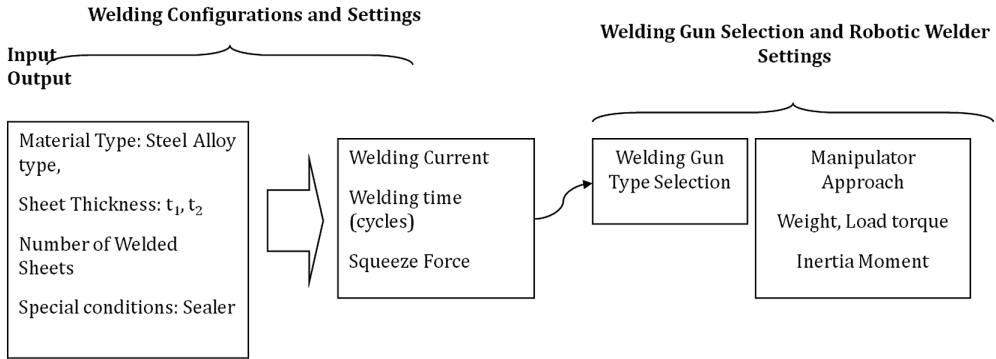 Welding Configurations and Settings
Input
Output
Material Type: Steel Alloy
type,
Sheet Thickness: t₁, t₂
Number of Welded
Sheets
Special conditions: Sealer
Welding Current
Welding time
(cycles)
Squeeze Force
Welding Gun Selection and Robotic Welder
Settings
Welding Gun
Type Selection
Manipulator
Approach
Weight, Load torque
Inertia Moment